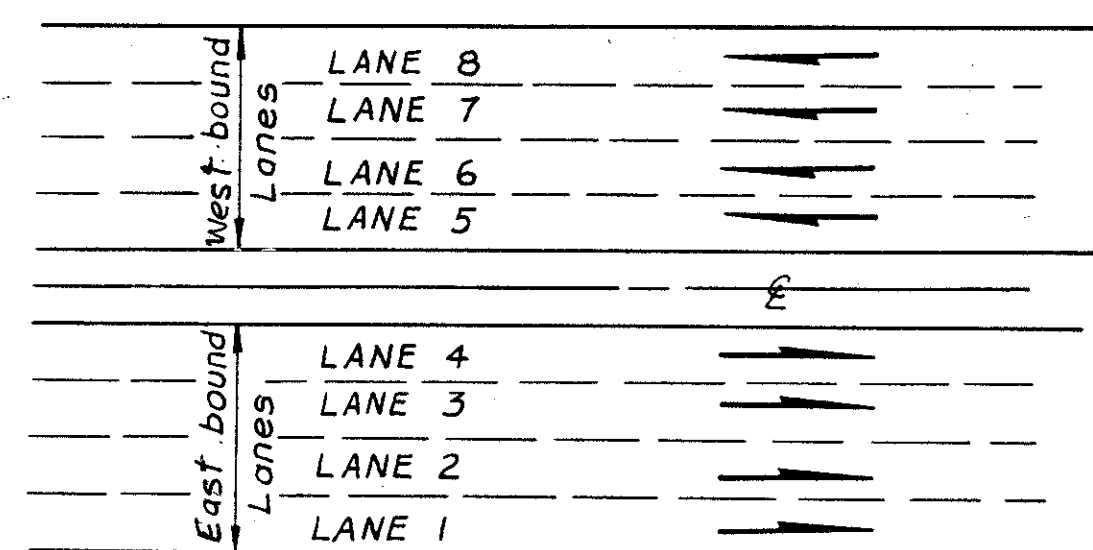 West bound
Lanes
LANE 8
LANE 7
LANE 6
LANE 5
℄
East bound
Lanes
LANE 4
LANE 3
LANE 2
LANE 1